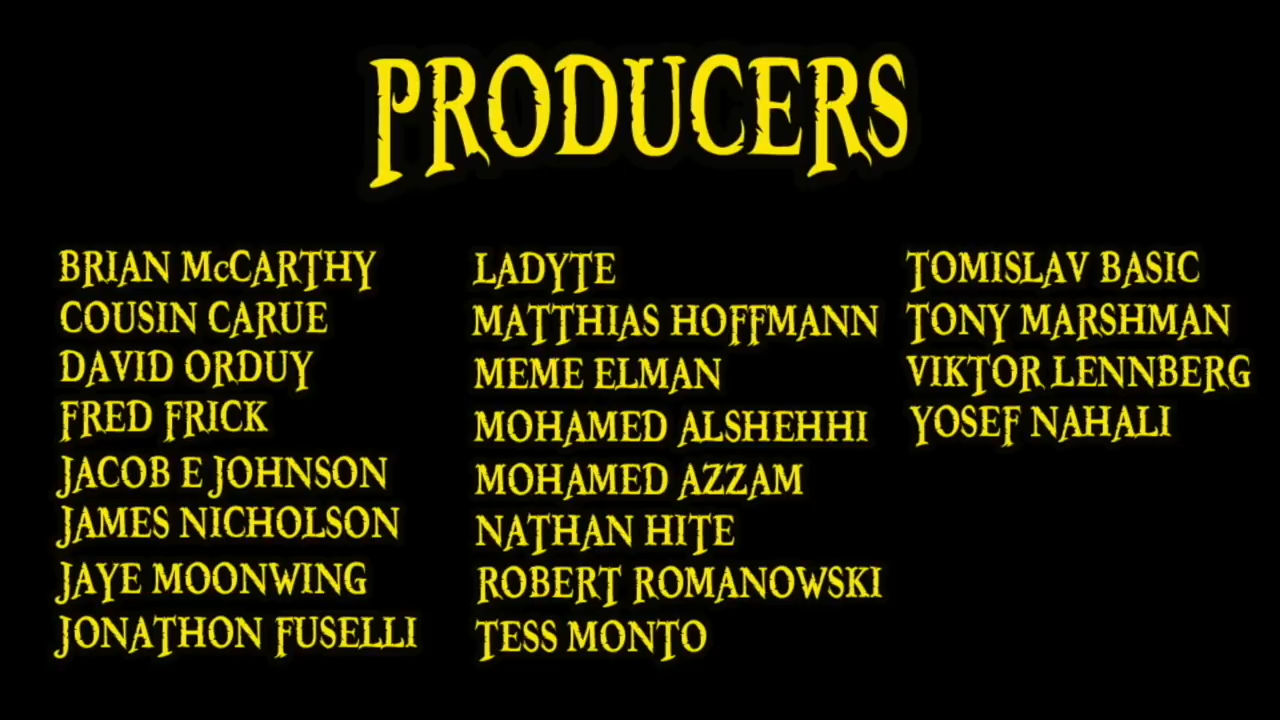 PRODUCERS
BRIAN McCARTHY
COUSIN CARUE
DAVID ORDUY
FRED FRICK
JACOB E JOHNSON
JAMES NICHOLSON
JAYE MOONWING
JONATHON FUSELLI
LADYTE
MATTHIAS HOFFMANN
MEME ELMAN
MOHAMED ALSHEHHI
MOHAMED AZZAM
NATHAN HITE
ROBERT ROMANOWSKI
TESS MONTO
TOMISLAV BASIC
TONY MARSHMAN
VIKTOR LENNBERG
YOSEF NAHALI